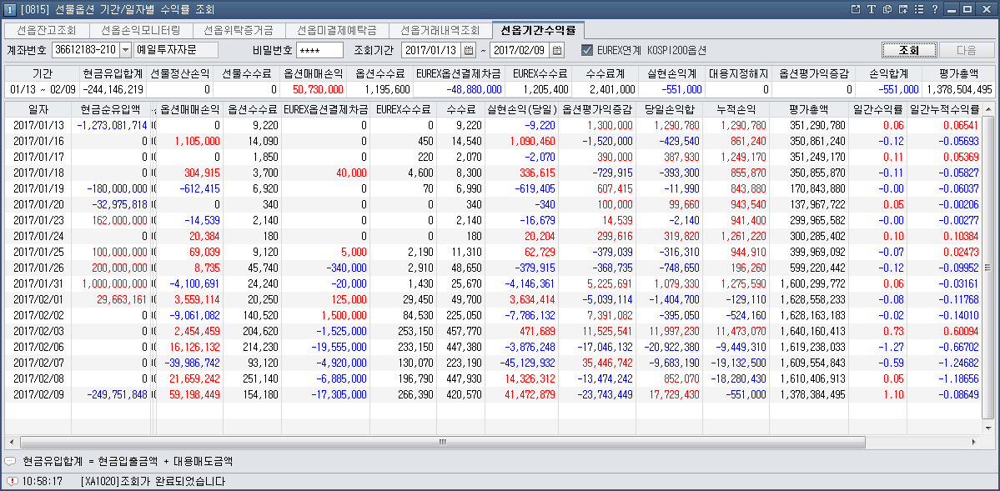 1 [0815] 선물옵션 기간/일자별 수익률 조회
선옵잔고조회 선옵손익모니터링 선옵위탁증거금 선옵미결제예탁금 선옵거래내역조회 선옵기간수익률
계좌번호 36612183-210 예일투자자문 비밀번호 **** 조회기간 2017/01/13 ~ 2017/02/09 EUREX연계 KOSPI200옵션 조회 다음
기간 현금유입합계 선물정산손익 선물수수료 옵션매매손익 옵션수수료 EUREX옵션결제차금 EUREX수수료 수수료계 실현손익계 대용지정해지 옵션평가익증감 손익합계 평가총액
01/13 ~ 02/09 -244,146,219 0 0 50,730,000 1,195,600 -48,880,000 1,205,400 2,401,000 -551,000 0 0 -551,000 1,378,504,495
일자 현금순유입액 옵션매매손익 옵션수수료 EUREX옵션결제차금 EUREX수수료 수수료 실현손익(당일) 옵션평가익증감 당일손익합 누적손익 평가총액 일간수익률 일간누적수익률
2017/01/13 -1,273,081,714 0 9,220 0 0 9,220 -9,220 1,300,000 1,290,780 1,290,780 351,290,780 0.06 0.06541
2017/01/16 0 1,105,000 14,090 0 450 14,540 1,090,460 -1,520,000 -429,540 861,240 350,861,240 -0.12 -0.05693
2017/01/17 0 0 1,850 0 220 2,070 -2,070 390,000 387,930 1,249,170 351,249,170 0.11 0.05369
2017/01/18 0 304,915 3,700 40,000 4,600 8,300 336,615 -729,915 -393,300 855,870 350,855,870 -0.11 -0.05827
2017/01/19 -180,000,000 -612,415 6,920 0 70 6,990 -619,405 607,415 -11,990 843,880 170,843,880 -0.00 -0.06037
2017/01/20 -32,975,818 0 340 0 0 340 -340 100,000 99,660 943,540 137,967,722 0.05 -0.00206
2017/01/23 162,000,000 -14,539 2,140 0 0 2,140 -16,679 14,539 -2,140 941,400 299,965,582 -0.00 -0.00277
2017/01/24 0 20,384 180 0 0 180 20,204 299,616 319,820 1,261,220 300,285,402 0.10 0.10384
2017/01/25 100,000,000 69,039 9,120 5,000 2,190 11,310 62,729 -379,039 -316,310 944,910 399,969,092 -0.07 0.02473
2017/01/26 200,000,000 8,735 45,740 -340,000 2,910 48,650 -379,915 -368,735 -748,650 196,260 599,220,442 -0.12 -0.09952
2017/01/31 1,000,000,000 -4,100,691 24,240 -20,000 1,430 25,670 -4,146,361 5,225,691 1,079,330 1,275,590 1,600,299,772 0.06 -0.03161
2017/02/01 29,663,161 3,559,114 20,250 125,000 29,450 49,700 3,634,414 -5,039,114 -1,404,700 -129,110 1,628,558,233 -0.08 -0.11768
2017/02/02 0 -9,061,082 140,520 1,500,000 84,530 225,050 -7,786,132 7,391,082 -395,050 -524,160 1,628,163,183 -0.02 -0.14010
2017/02/03 0 2,454,459 204,620 -1,525,000 253,150 457,770 471,689 11,525,541 11,997,230 11,473,070 1,640,160,413 0.73 0.60094
2017/02/06 0 16,126,132 214,230 -19,555,000 233,150 447,380 -3,876,248 -17,046,132 -20,922,380 -9,449,310 1,619,238,033 -1.27 -0.66702
2017/02/07 0 -39,986,742 93,120 -4,920,000 130,070 223,190 -45,129,932 35,446,742 -9,683,190 -19,132,500 1,609,554,843 -0.59 -1.24682
2017/02/08 0 21,659,242 251,140 -6,885,000 196,790 447,930 14,326,312 -13,474,242 852,070 -18,280,430 1,610,406,913 0.05 -1.18656
2017/02/09 -249,751,848 59,198,449 154,180 -17,305,000 266,390 420,570 41,472,879 -23,743,449 17,729,430 -551,000 1,378,384,495 1.10 -0.08649
현금유입합계 = 현금입출금액 + 대용매도금액
10:58:17 [XA1020]조회가 완료되었습니다